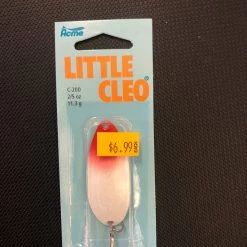 Acme
LITTLE
CLEO®
C-200
2/5 oz
11.3 g
$6.99